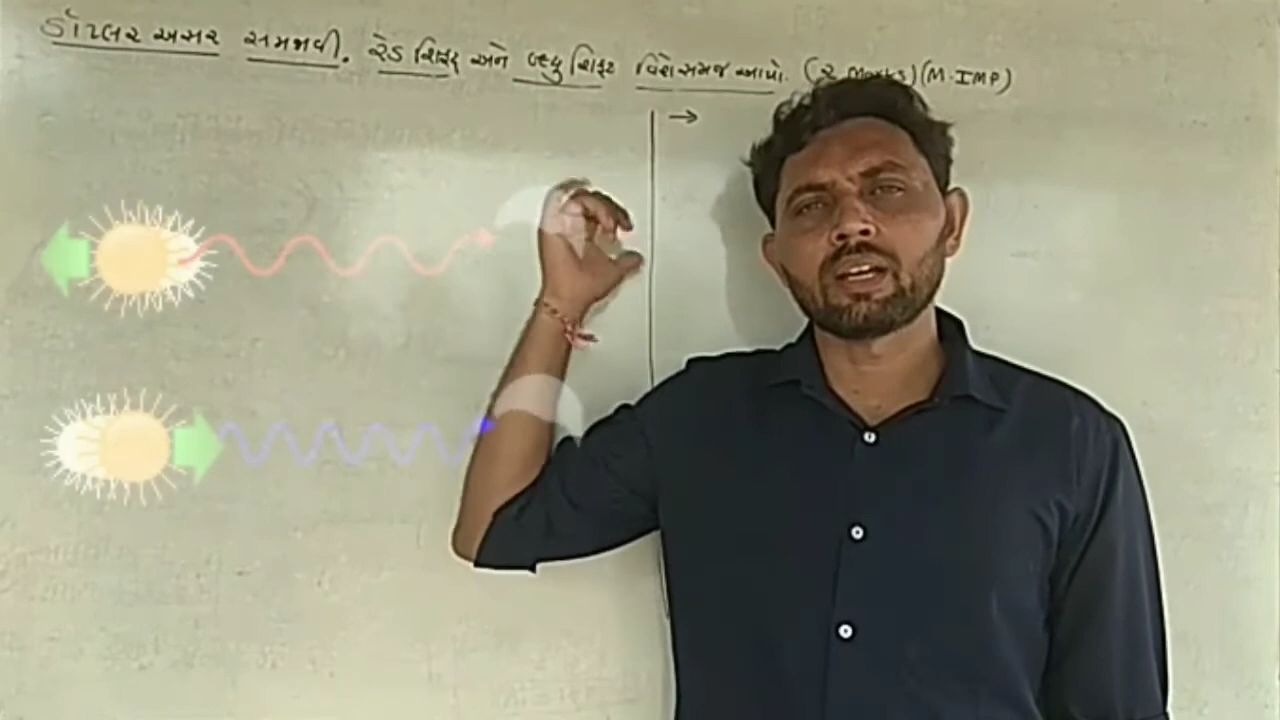 ડોપ્લર અસર સમજાવી. રેડ શિફ્ટ અને બ્લ્યુ શિફ્ટ વિશે સમજ આપો. (2 Marks) (M.IMP)